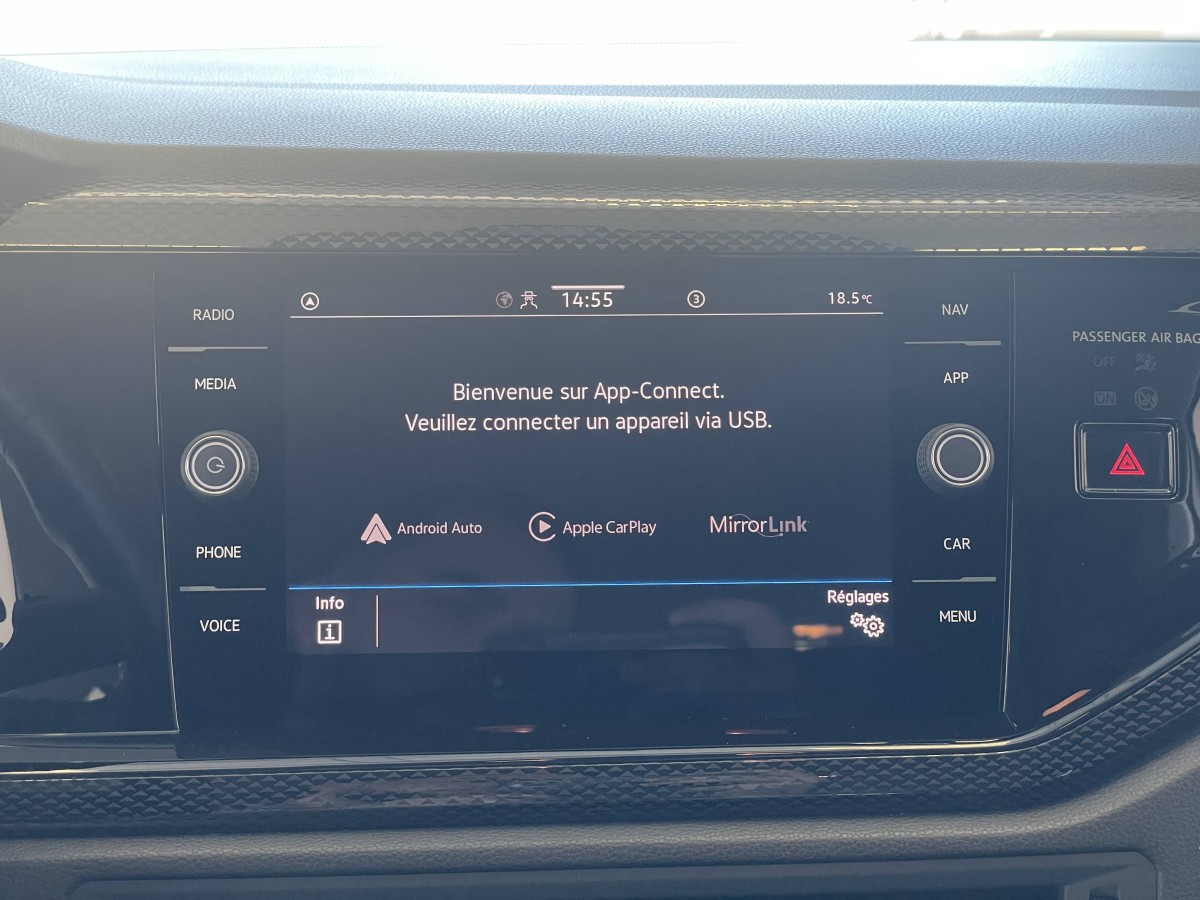 RADIO
MEDIA
PHONE
VOICE
14:55
3
18.5°C
Bienvenue sur App-Connect.
Veuillez connecter un appareil via USB.
Android Auto
Apple CarPlay
MirrorLink
Info
i
Réglages
NAV
APP
CAR
MENU
PASSENGER AIR BAG
OFF
ON